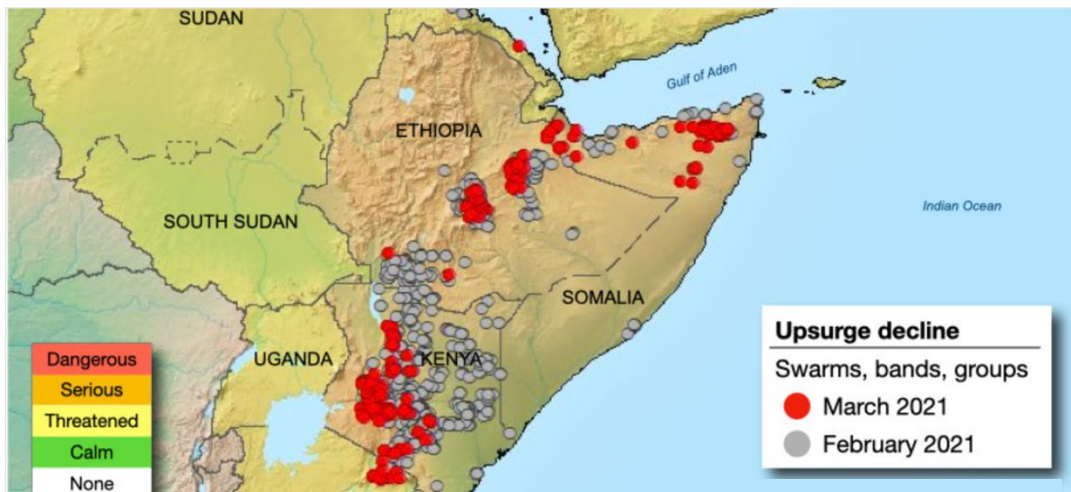 SUDAN
Gulf of Aden
ETHIOPIA
SOUTH SUDAN
Indian Ocean
SOMALIA
UGANDA
KENYA
Upsurge decline
Swarms, bands, groups
March 2021
February 2021
Dangerous
Serious
Threatened
Calm
None